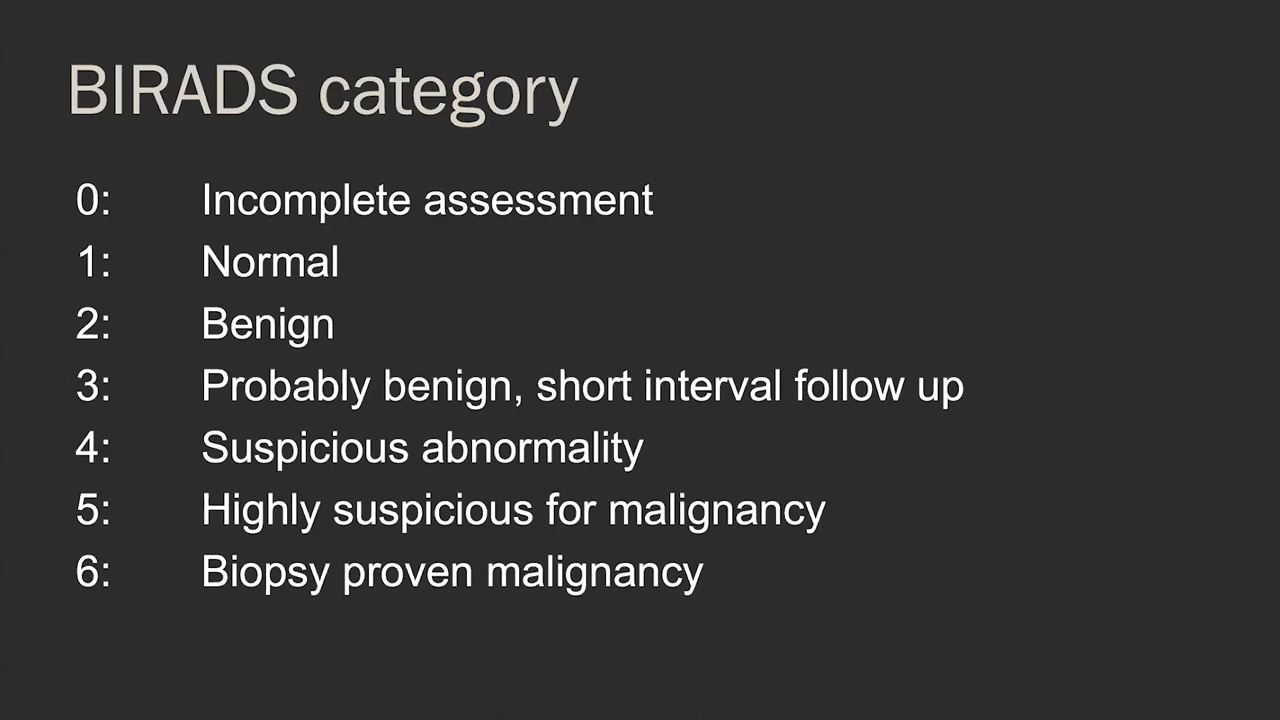 BIRADS category
0: Incomplete assessment
1: Normal
2: Benign
3: Probably benign, short interval follow up
4: Suspicious abnormality
5: Highly suspicious for malignancy
6: Biopsy proven malignancy